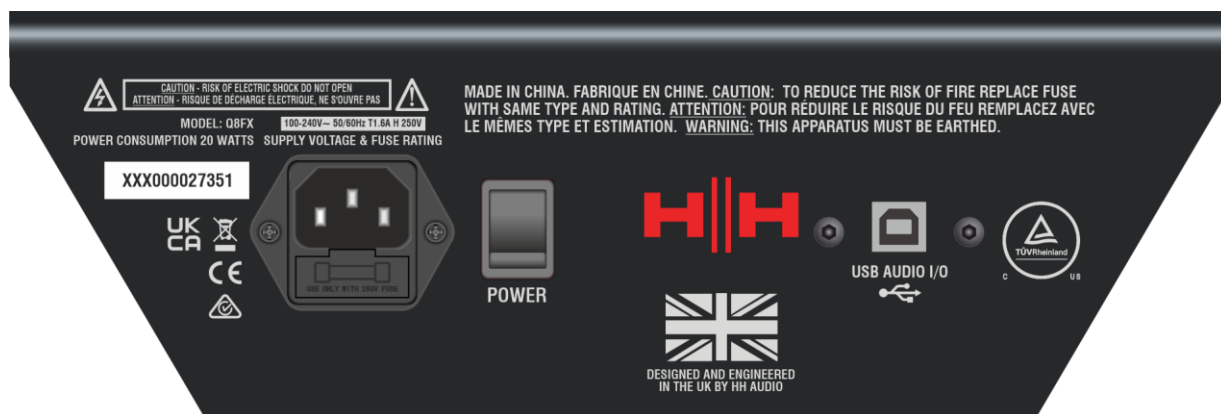 CAUTION - RISK OF ELECTRIC SHOCK DO NOT OPEN
ATTENTION - RISQUE DE DÉCHARGE ÉLECTRIQUE, NE S'OUVRE PAS
MODEL: Q8FX
100-240V~ 50/60Hz T1.6A H 250V
POWER CONSUMPTION 20 WATTS
SUPPLY VOLTAGE & FUSE RATING
XXX000027351
UK
CA
CE
USE ONLY WITH 250V FUSE
POWER
MADE IN CHINA. FABRIQUE EN CHINE. CAUTION: TO REDUCE THE RISK OF FIRE REPLACE FUSE
WITH SAME TYPE AND RATING. ATTENTION: POUR RÉDUIRE LE RISQUE DU FEU REMPLACEZ AVEC
LE MÊMES TYPE ET ESTIMATION. WARNING: THIS APPARATUS MUST BE EARTHED.
HH
DESIGNED AND ENGINEERED
IN THE UK BY HH AUDIO
USB AUDIO I/O
TÜVRheinland
C US